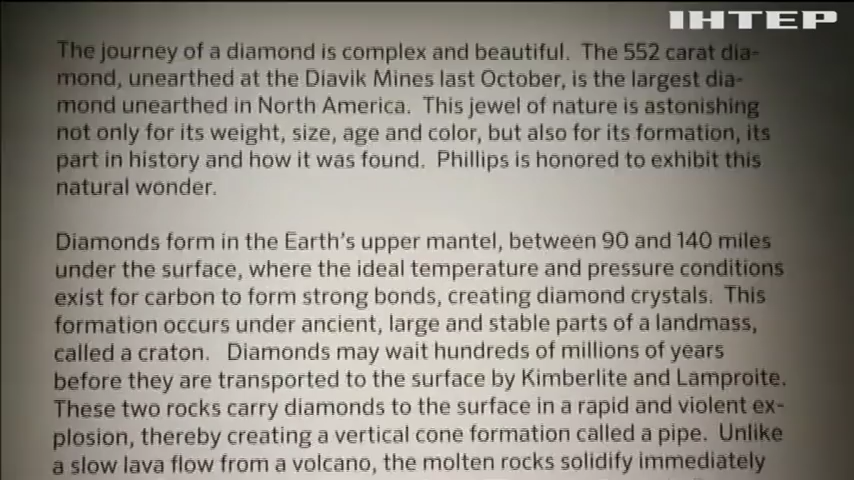 ІНТЕР
The journey of a diamond is complex and beautiful. The 552 carat dia-
mond, unearthed at the Diavik Mines last October, is the largest dia-
mond unearthed in North America. This jewel of nature is astonishing
not only for its weight, size, age and color, but also for its formation, its
part in history and how it was found. Phillips is honored to exhibit this
natural wonder.
Diamonds form in the Earth's upper mantel, between 90 and 140 miles
under the surface, where the ideal temperature and pressure conditions
exist for carbon to form strong bonds, creating diamond crystals. This
formation occurs under ancient, large and stable parts of a landmass,
called a craton. Diamonds may wait hundreds of millions of years
before they are transported to the surface by Kimberlite and Lamproite.
These two rocks carry diamonds to the surface in a rapid and violent ex-
plosion, thereby creating a vertical cone formation called a pipe. Unlike
a slow lava flow from a volcano, the molten rocks solidify immediately